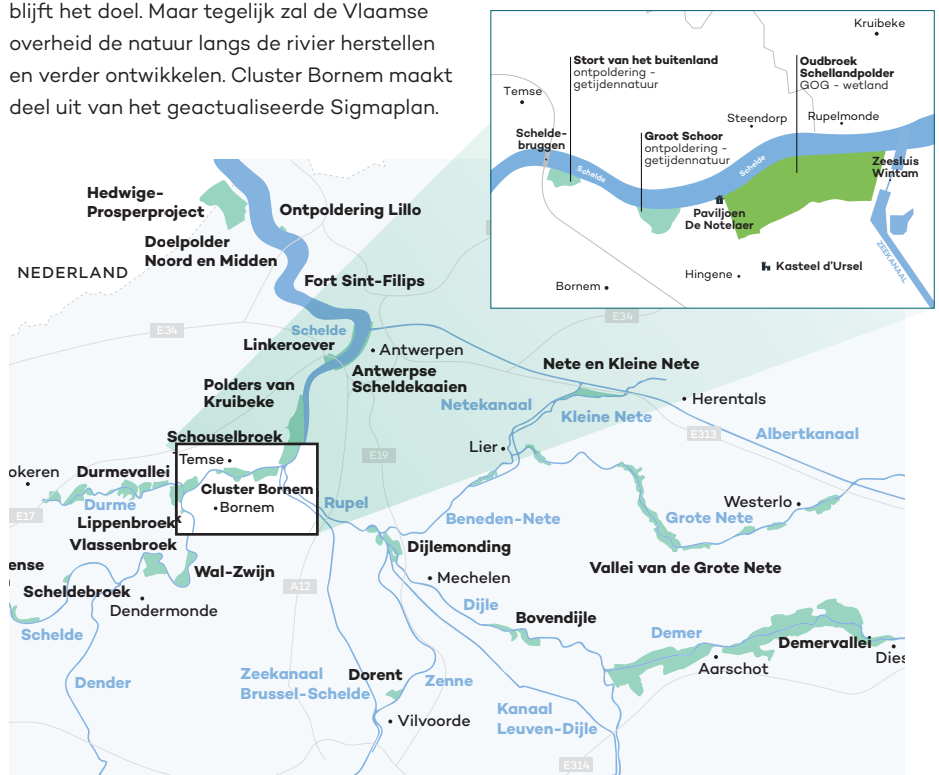 blijft het doel. Maar tegelijk zal de Vlaamse
overheid de natuur langs de rivier herstellen
en verder ontwikkelen. Cluster Bornem maakt
deel uit van het geactualiseerde Sigmaplan.
Kruibeke
Stort van het buitenland
ontpoldering -
getijdennatuur
Oudbroek
Schellandpolder
GOG - wetland
Temse
Steendorp
Rupelmonde
Schelde-
bruggen
Groot Schoor
ontpoldering -
getijdennatuur
Schelde
Schelde
Zeesluis
Wintam
Paviljoen
De Notelaer
ZEEKANAAL
Hingene
Kasteel d'Ursel
Bornem
Hedwige-
Prosperproject
Ontpoldering Lillo
Doelpolder
Noord en Midden
NEDERLAND
Fort Sint-Filips
E34
E34
Schelde
Linkeroever
Antwerpen
Antwerpse
Scheldekaaien
Nete en Kleine Nete
Polders van
Kruibeke
Netekanaal
Kleine Nete
Herentals
E313
Albertkanaal
Schouselbroek
Lier
E19
Temse
okeren
Durmevallei
Cluster Bornem
Bornem
Rupel
Durme
E17
Lippenbroek
Westerlo
Grote Nete
Beneden-Nete
Vlassenbroek
Dijlemonding
ense
Wal-Zwijn
Vallei van de Grote Nete
Scheldebroek
A12
Mechelen
Dendermonde
Dijle
Bovendijle
Schelde
Demer
Demervallei
Dies
Aarschot
Dender
Zeekanaal
Brussel-Schelde
Dorent
Zenne
Vilvoorde
Kanaal
Leuven-Dijle
E314